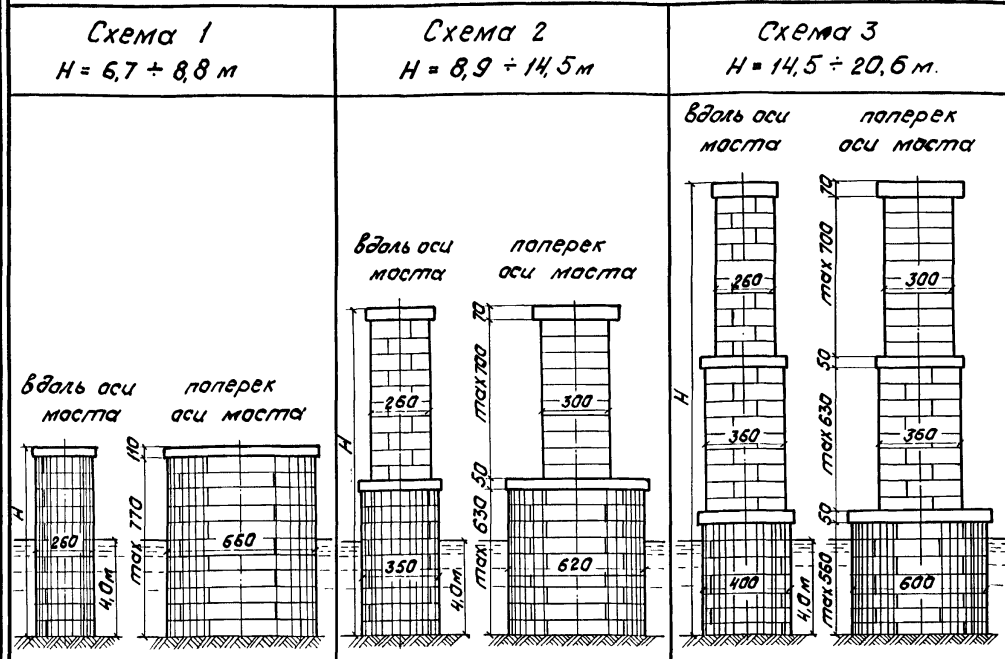 Схема 1
H = 6,7 ÷ 8,8 м
вдоль оси
моста
поперек
оси моста
H
260
4,0м
110
max 770
660
Схема 2
H = 8,9 ÷ 14,5 м
вдоль оси
моста
поперек
оси моста
H
260
350
4,0м
70
max 700
50
max 630
300
620
Схема 3
H = 14,5 ÷ 20,6 м.
вдоль оси
моста
поперек
оси моста
H
260
360
400
4,0м
70
max 700
50
max 630
50
max 560
300
360
600